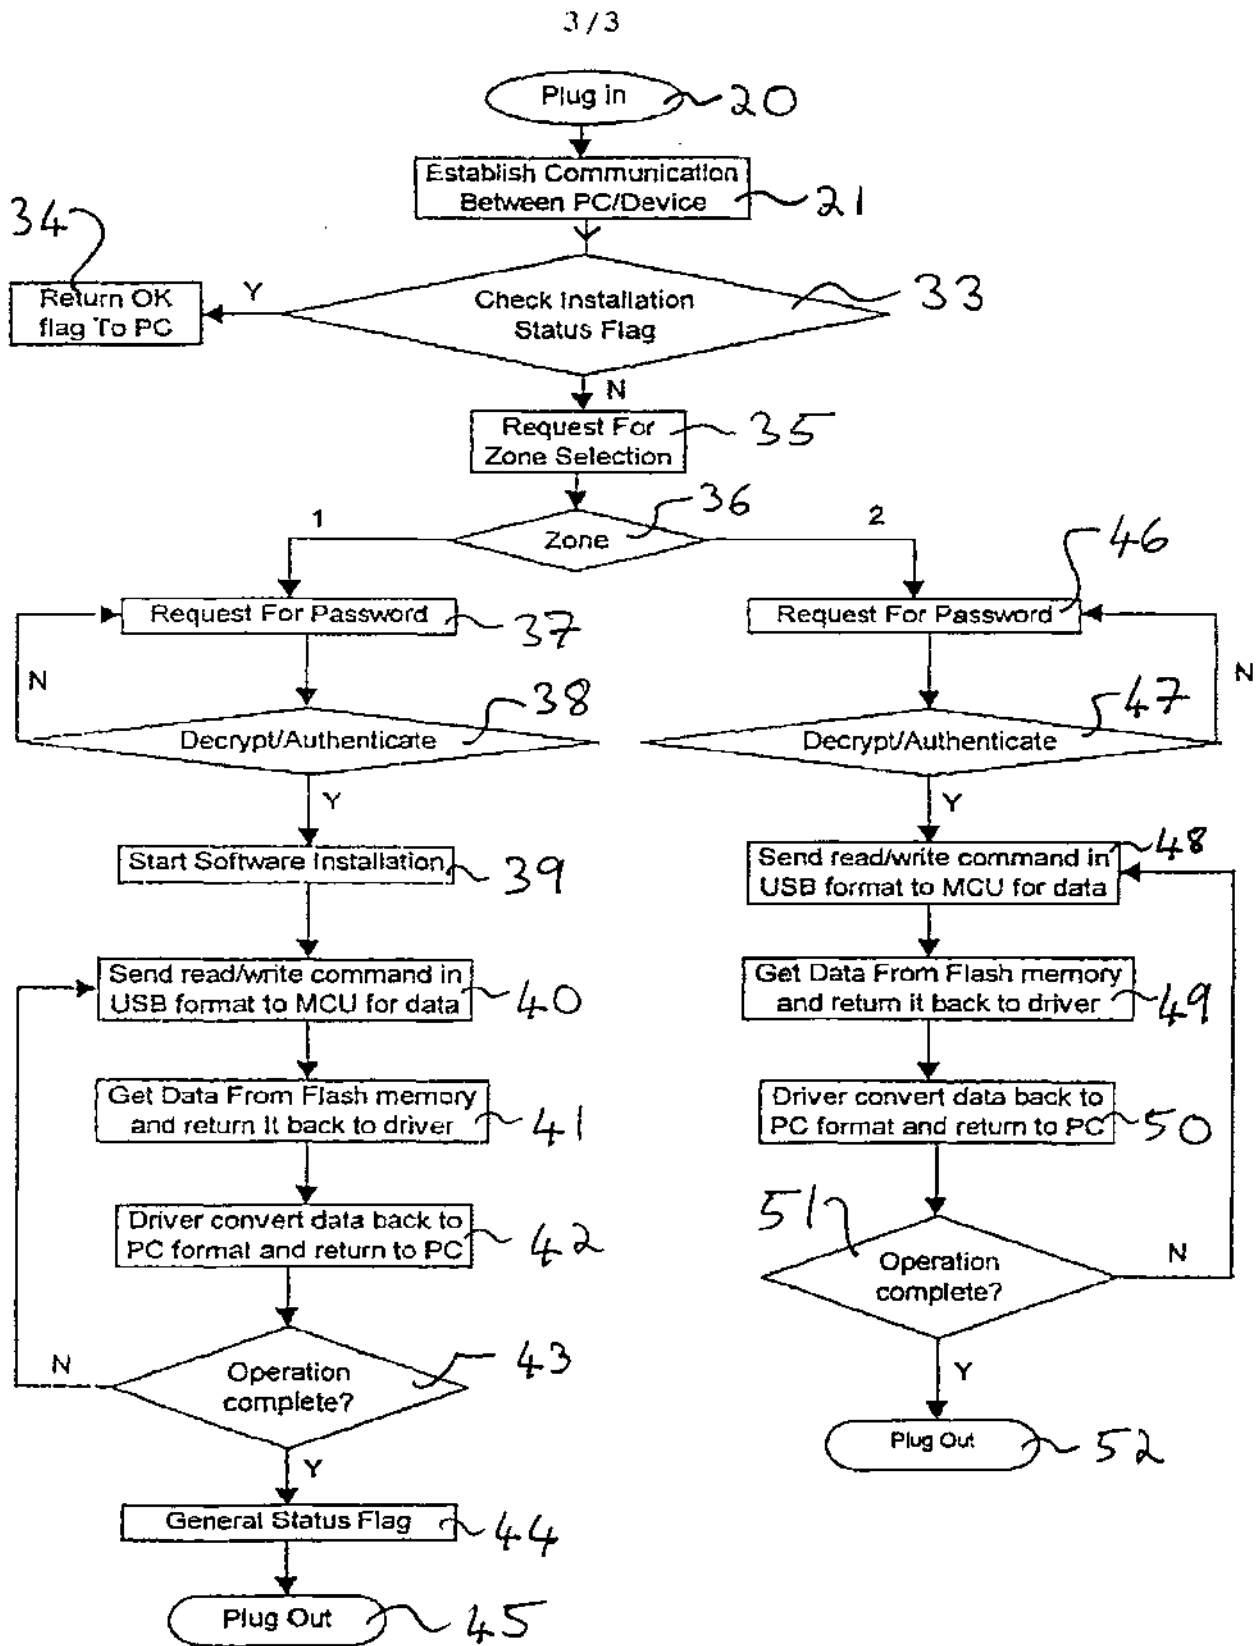 3/3
Plug in
20
Establish Communication
Between PC/Device
21
34
Return OK
flag To PC
Y
Check Installation
Status Flag
33
N
Request For
Zone Selection
35
1
Zone
36
2
Request For Password
37
Request For Password
46
N
Decrypt/Authenticate
38
Decrypt/Authenticate
47
N
Y
Y
Start Software Installation
39
Send read/write command in
USB format to MCU for data
48
Send read/write command in
USB format to MCU for data
40
Get Data From Flash memory
and return it back to driver
49
Get Data From Flash memory
and return it back to driver
41
Driver convert data back to
PC format and return to PC
50
Driver convert data back to
PC format and return to PC
42
51
Operation
complete?
N
N
Operation
complete?
43
Y
Plug Out
52
Y
General Status Flag
44
Plug Out
45